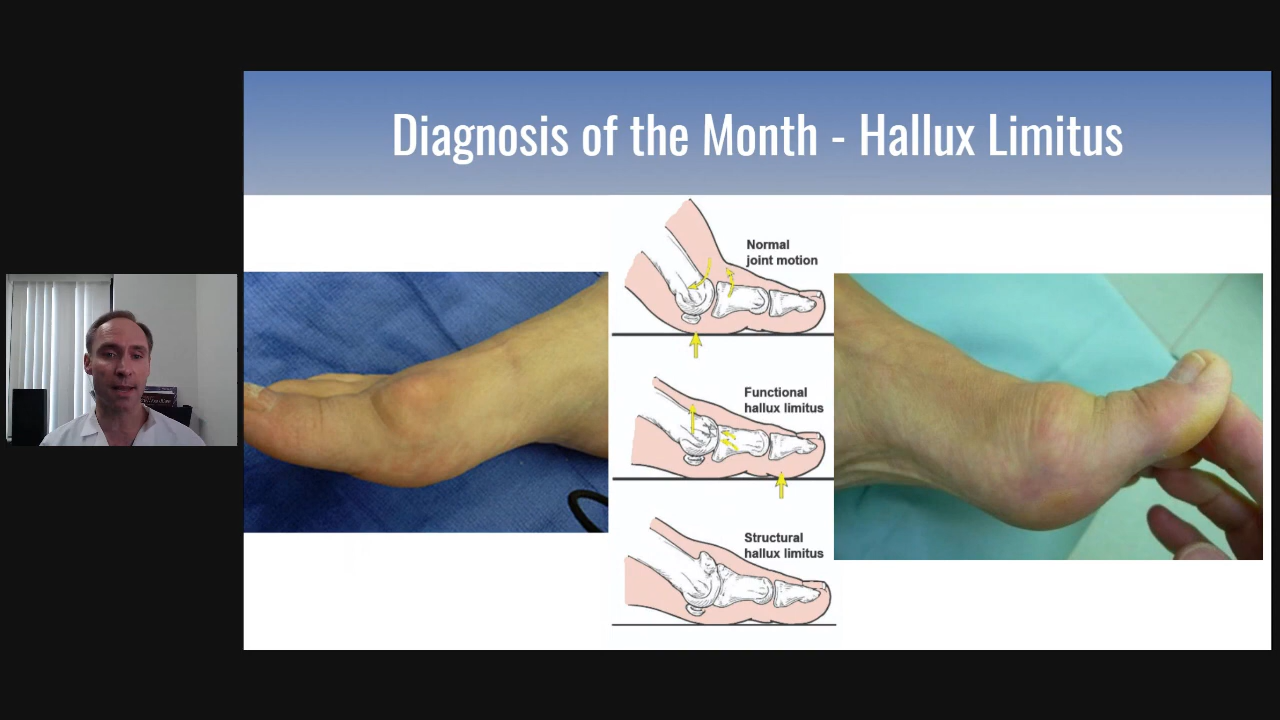 Diagnosis of the Month - Hallux Limitus
Normal
joint motion
Functional
hallux limitus
Structural
hallux limitus